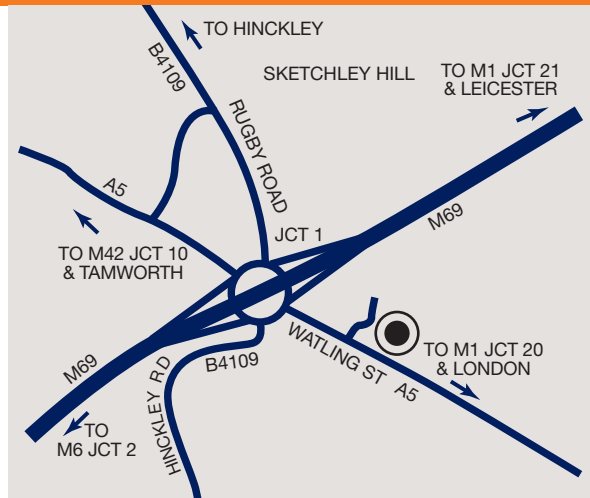 TO HINCKLEY
B4109
SKETCHLEY HILL
TO M1 JCT 21
& LEICESTER
RUGBY ROAD
A5
M69
JCT 1
TO M42 JCT 10
& TAMWORTH
WATLING ST A5
TO M1 JCT 20
& LONDON
B4109
M69
HINCKLEY RD
TO
M6 JCT 2